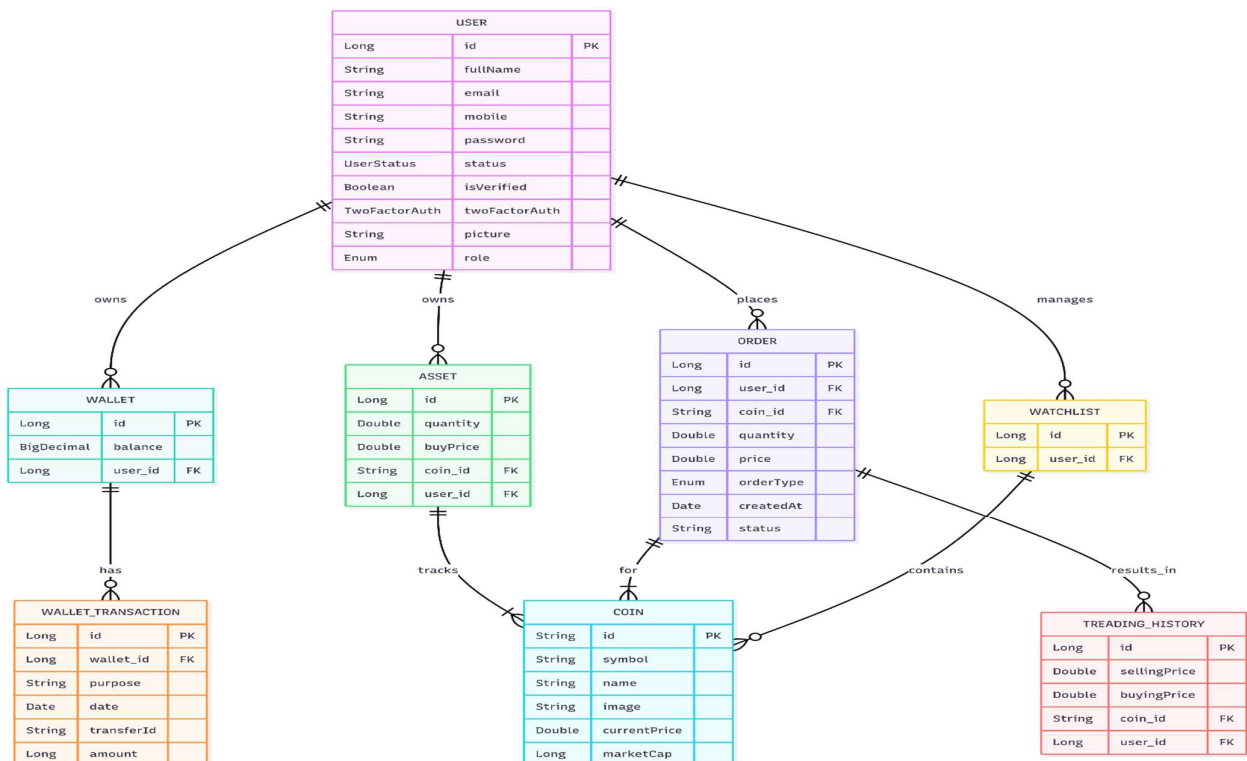 USER
Long id PK
String fullName
String email
String mobile
String password
UserStatus status
Boolean isVerified
TwoFactorAuth twoFactorAuth
String picture
Enum role
owns
owns
places
manages
WALLET
Long id PK
BigDecimal balance
Long user_id FK
ASSET
Long id PK
Double quantity
Double buyPrice
String coin_id FK
Long user_id FK
ORDER
Long id PK
Long user_id FK
String coin_id FK
Double quantity
Double price
Enum orderType
Date createdAt
String status
WATCHLIST
Long id PK
Long user_id FK
has
tracks
for
contains
results_in
WALLET_TRANSACTION
Long id PK
Long wallet_id FK
String purpose
Date date
String transferId
Long amount
COIN
String id PK
String symbol
String name
String image
Double currentPrice
Long marketCap
TREADING_HISTORY
Long id PK
Double sellingPrice
Double buyingPrice
String coin_id FK
Long user_id FK